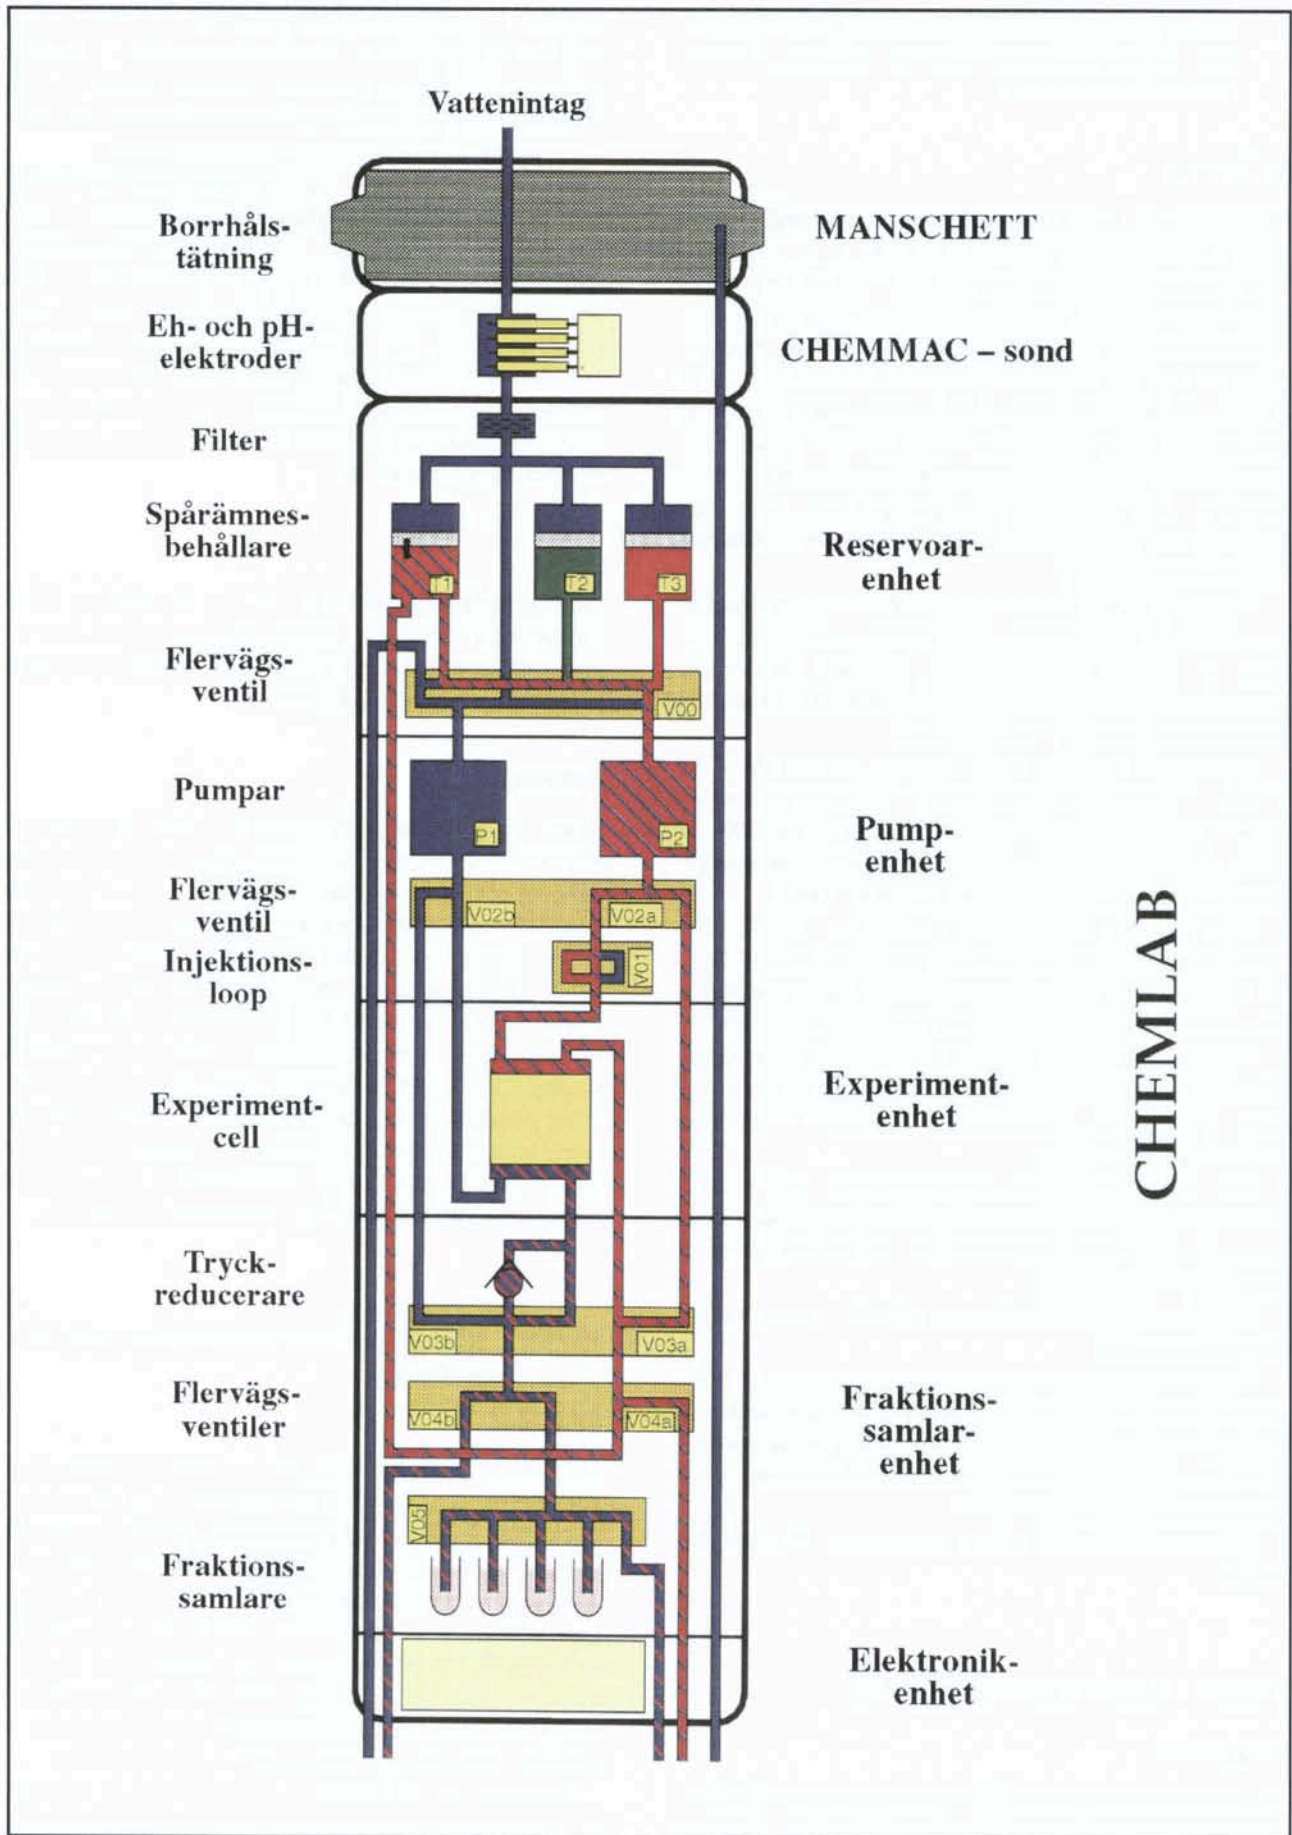 Vattenintag
Borrhåls-
tätning
MANSCHETT
Eh- och pH-
elektroder
CHEMMAC – sond
Filter
Spårämnes-
behållare
T1
T2
T3
Reservoar-
enhet
Flervägs-
ventil
V00
Pumpar
P1
P2
Pump-
enhet
Flervägs-
ventil
V02b
V02a
Injektions-
loop
V01
Experiment-
cell
Experiment-
enhet
CHEMLAB
Tryck-
reducerare
V03b
V03a
Flervägs-
ventiler
V04b
V04a
Fraktions-
samlar-
enhet
V05
Fraktions-
samlare
Elektronik-
enhet